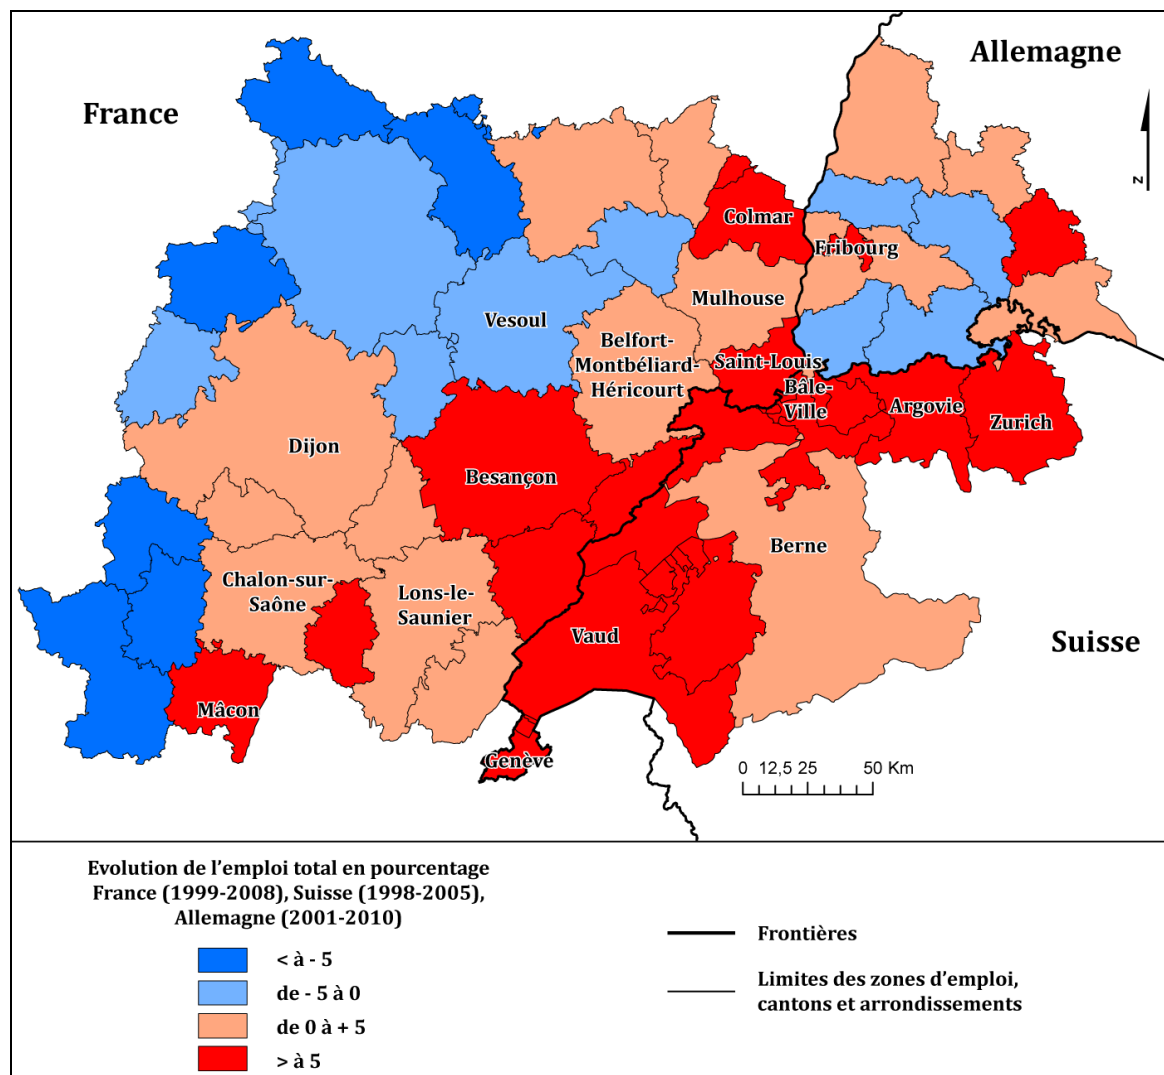 Allemagne
France
z
Colmar
Fribourg
Mulhouse
Vesoul
Belfort-
Montbéliard-
Héricourt
Saint-Louis
Bâle-
Ville
Argovie
Zurich
Dijon
Besançon
Berne
Chalon-sur-
Saône
Lons-le-
Saunier
Vaud
Suisse
Mâcon
Genève
0 12,5 25 50 Km
Evolution de l'emploi total en pourcentage
France (1999-2008), Suisse (1998-2005),
Allemagne (2001-2010)
< à - 5
de - 5 à 0
de 0 à + 5
> à 5
Frontières
Limites des zones d'emploi,
cantons et arrondissements